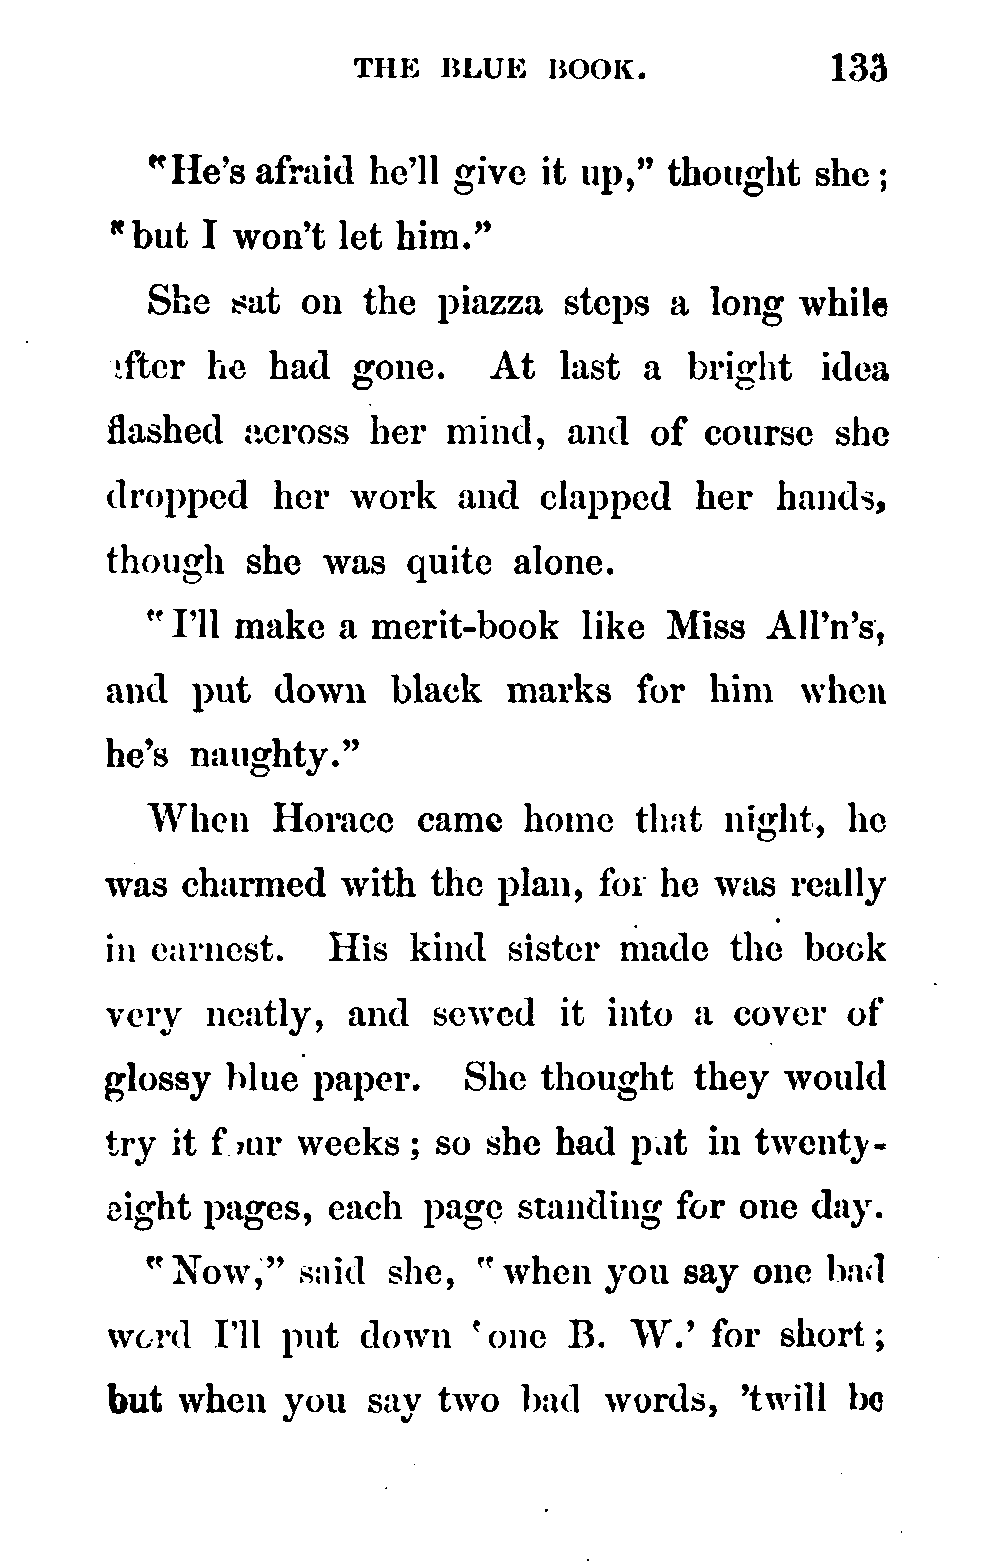 THE BLUE BOOK. 133
"He's afraid he'll give it up," thought she;
"but I won't let him."
She sat on the piazza steps a long while
after he had gone. At last a bright idea
flashed across her mind, and of course she
dropped her work and clapped her hands,
though she was quite alone.
"I'll make a merit-book like Miss All'n's,
and put down black marks for him when
he's naughty."
When Horace came home that night, he
was charmed with the plan, for he was really
in earnest. His kind sister made the book
very neatly, and sewed it into a cover of
glossy blue paper. She thought they would
try it four weeks; so she had put in twenty-
eight pages, each page standing for one day.
"Now," said she, "when you say one bad
word I'll put down 'one B. W.' for short;
but when you say two bad words, 'twill be